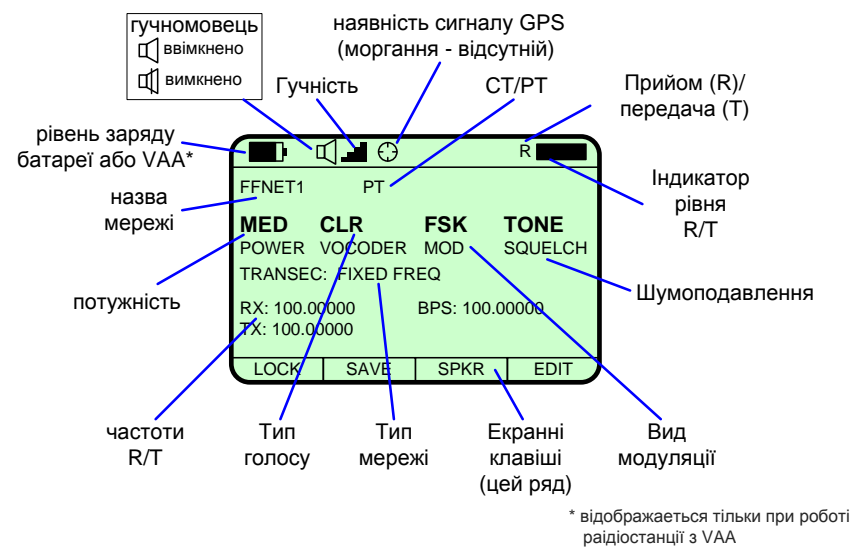 гучномовець
ввімкнено
вимкнено
наявність сигналу GPS
(моргання - відсутній)
Гучність
CT/PT
Прийом (R)/
передача (T)
рівень заряду
батареї або VAA*
назва
мережі
потужність
R
FFNET1 PT
MED CLR FSK TONE
POWER VOCODER MOD SQUELCH
TRANSEC: FIXED FREQ
RX: 100.00000 BPS: 100.00000
TX: 100.00000
LOCK SAVE SPKR EDIT
Індикатор
рівня
R/T
Шумоподавлення
частоти
R/T
Тип
голосу
Тип
мережі
Екранні
клавіші
(цей ряд)
Вид
модуляції
* відображаеться тільки при роботі
раідіостанції з VAA